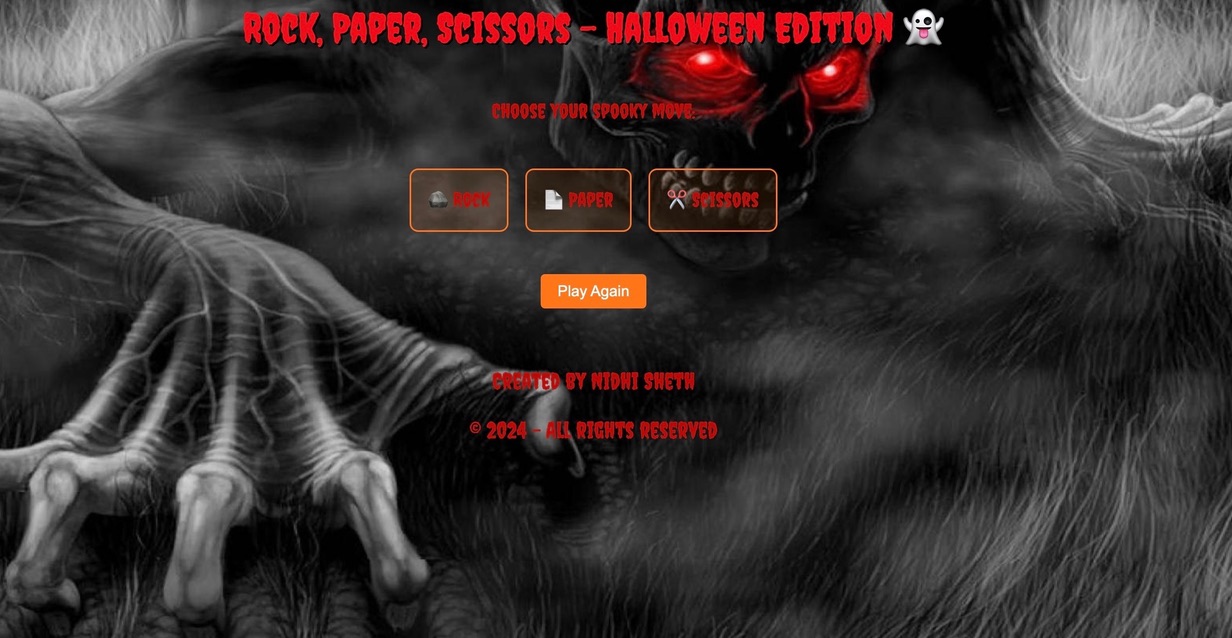 ROCK, PAPER, SCISSORS – HALLOWEEN EDITION 👻
CHOOSE YOUR SPOOKY MOVE:
🪨 ROCK 📄 PAPER ✂️ SCISSORS
Play Again
CREATED BY NIDHI SHETH
© 2024 - ALL RIGHTS RESERVED